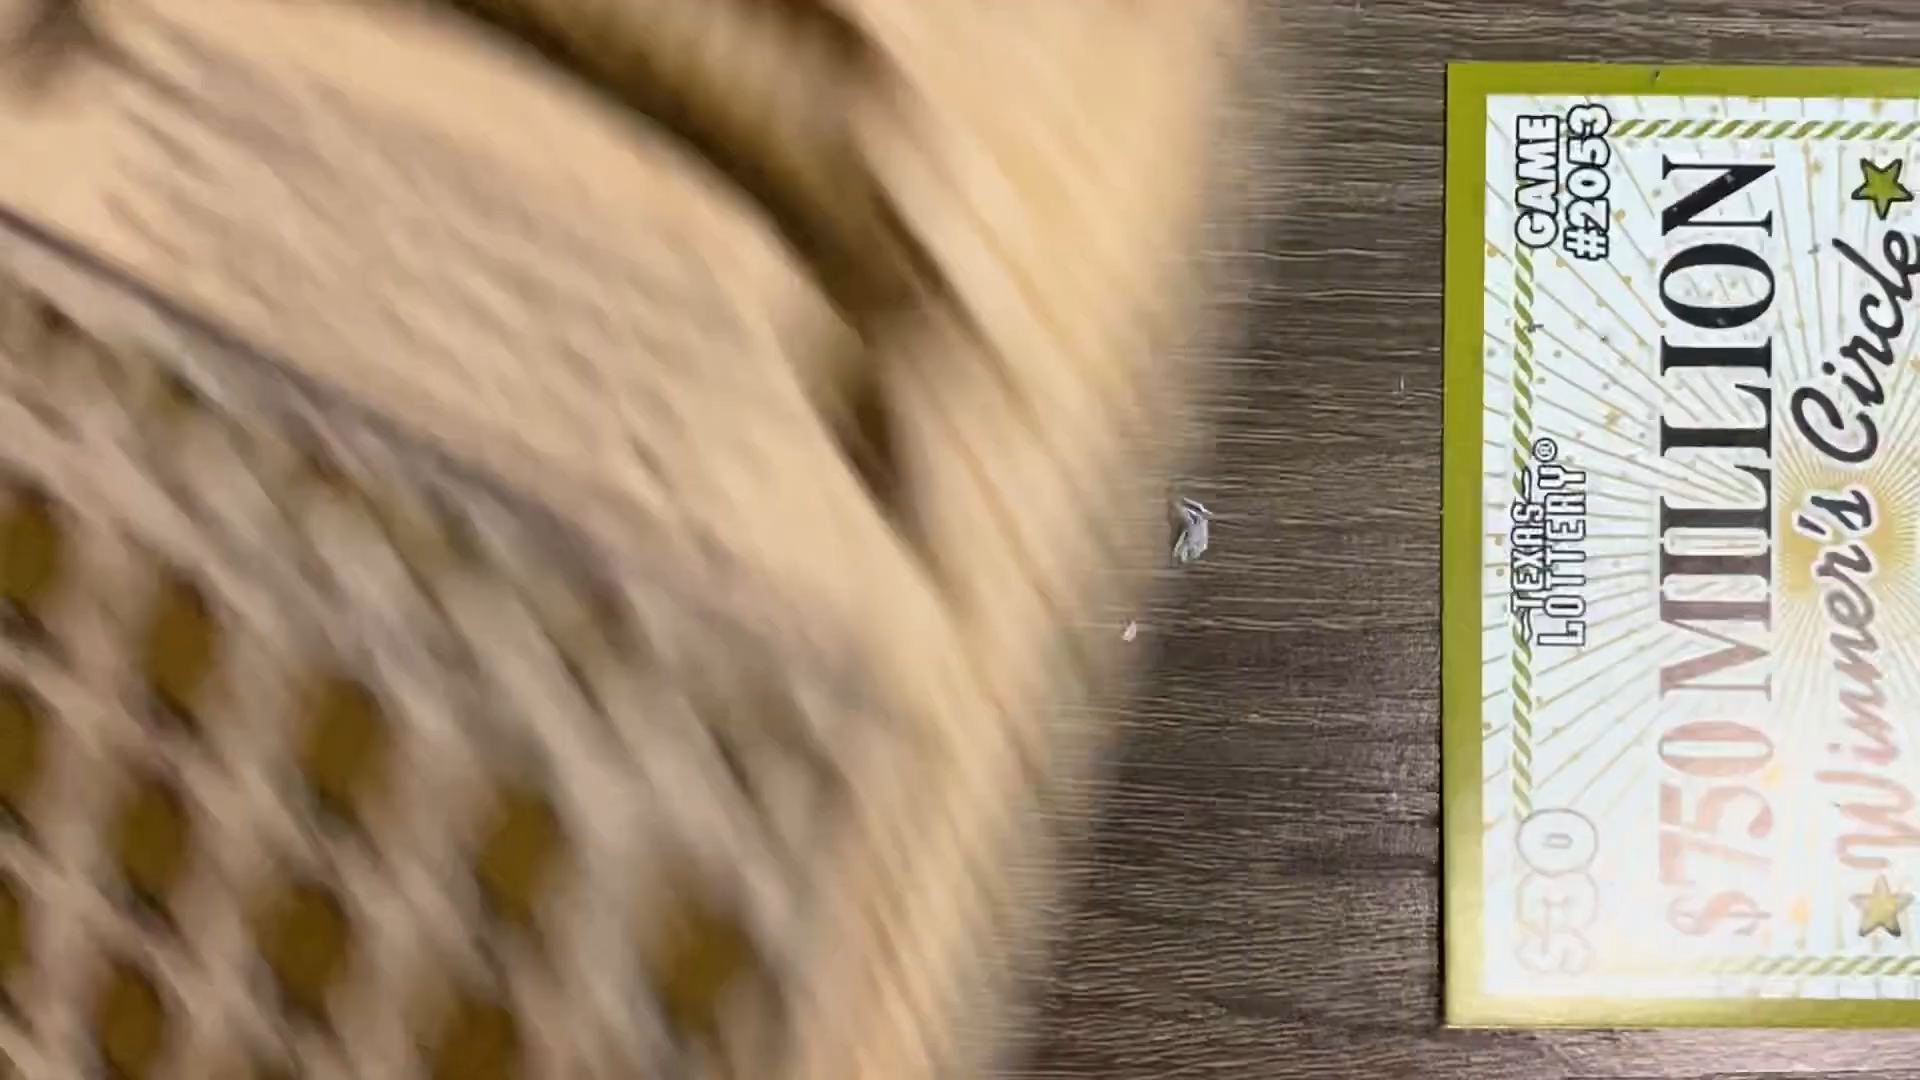 $30
TEXAS
LOTTERY®
GAME
#2053
$750 MILLION
Winner's Circle